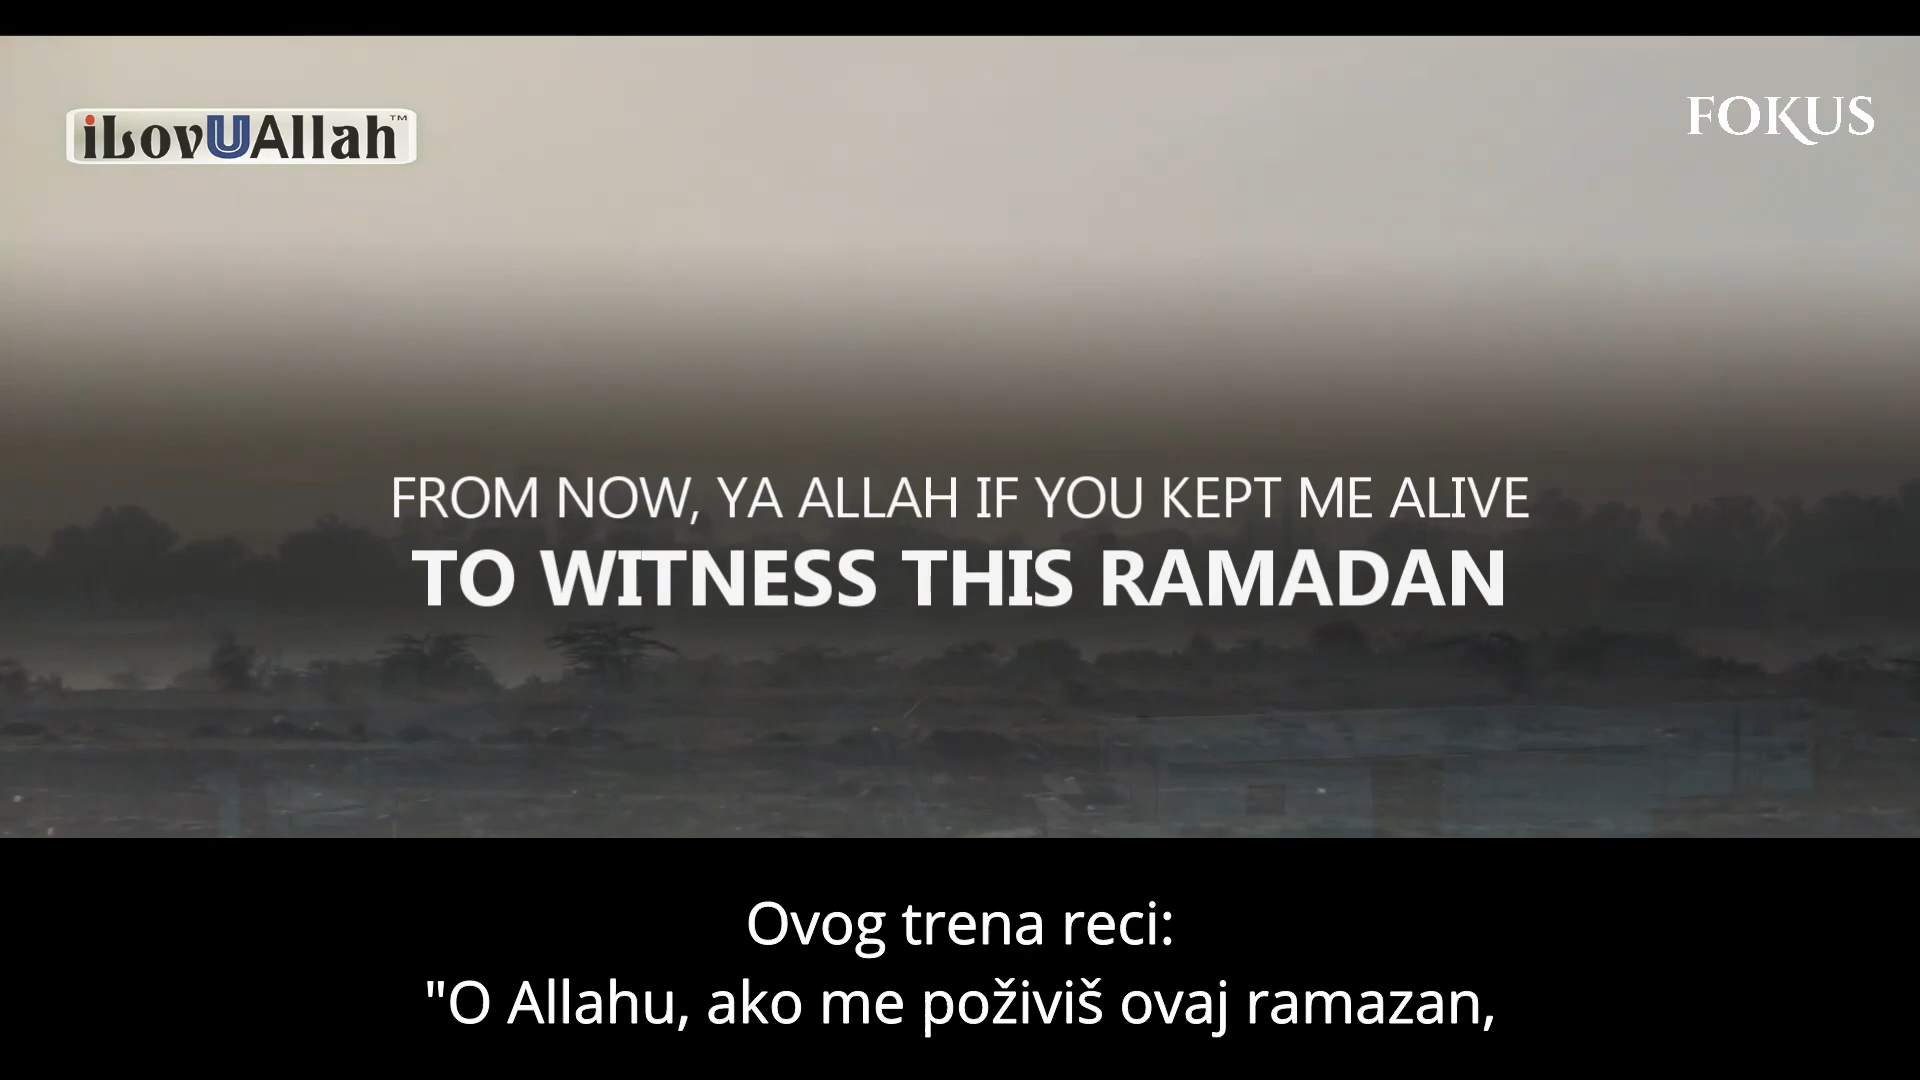 iLovUAllah™
FOKUS
FROM NOW, YA ALLAH IF YOU KEPT ME ALIVE
TO WITNESS THIS RAMADAN
Ovog trena reci:
"O Allahu, ako me poživiš ovaj ramazan,